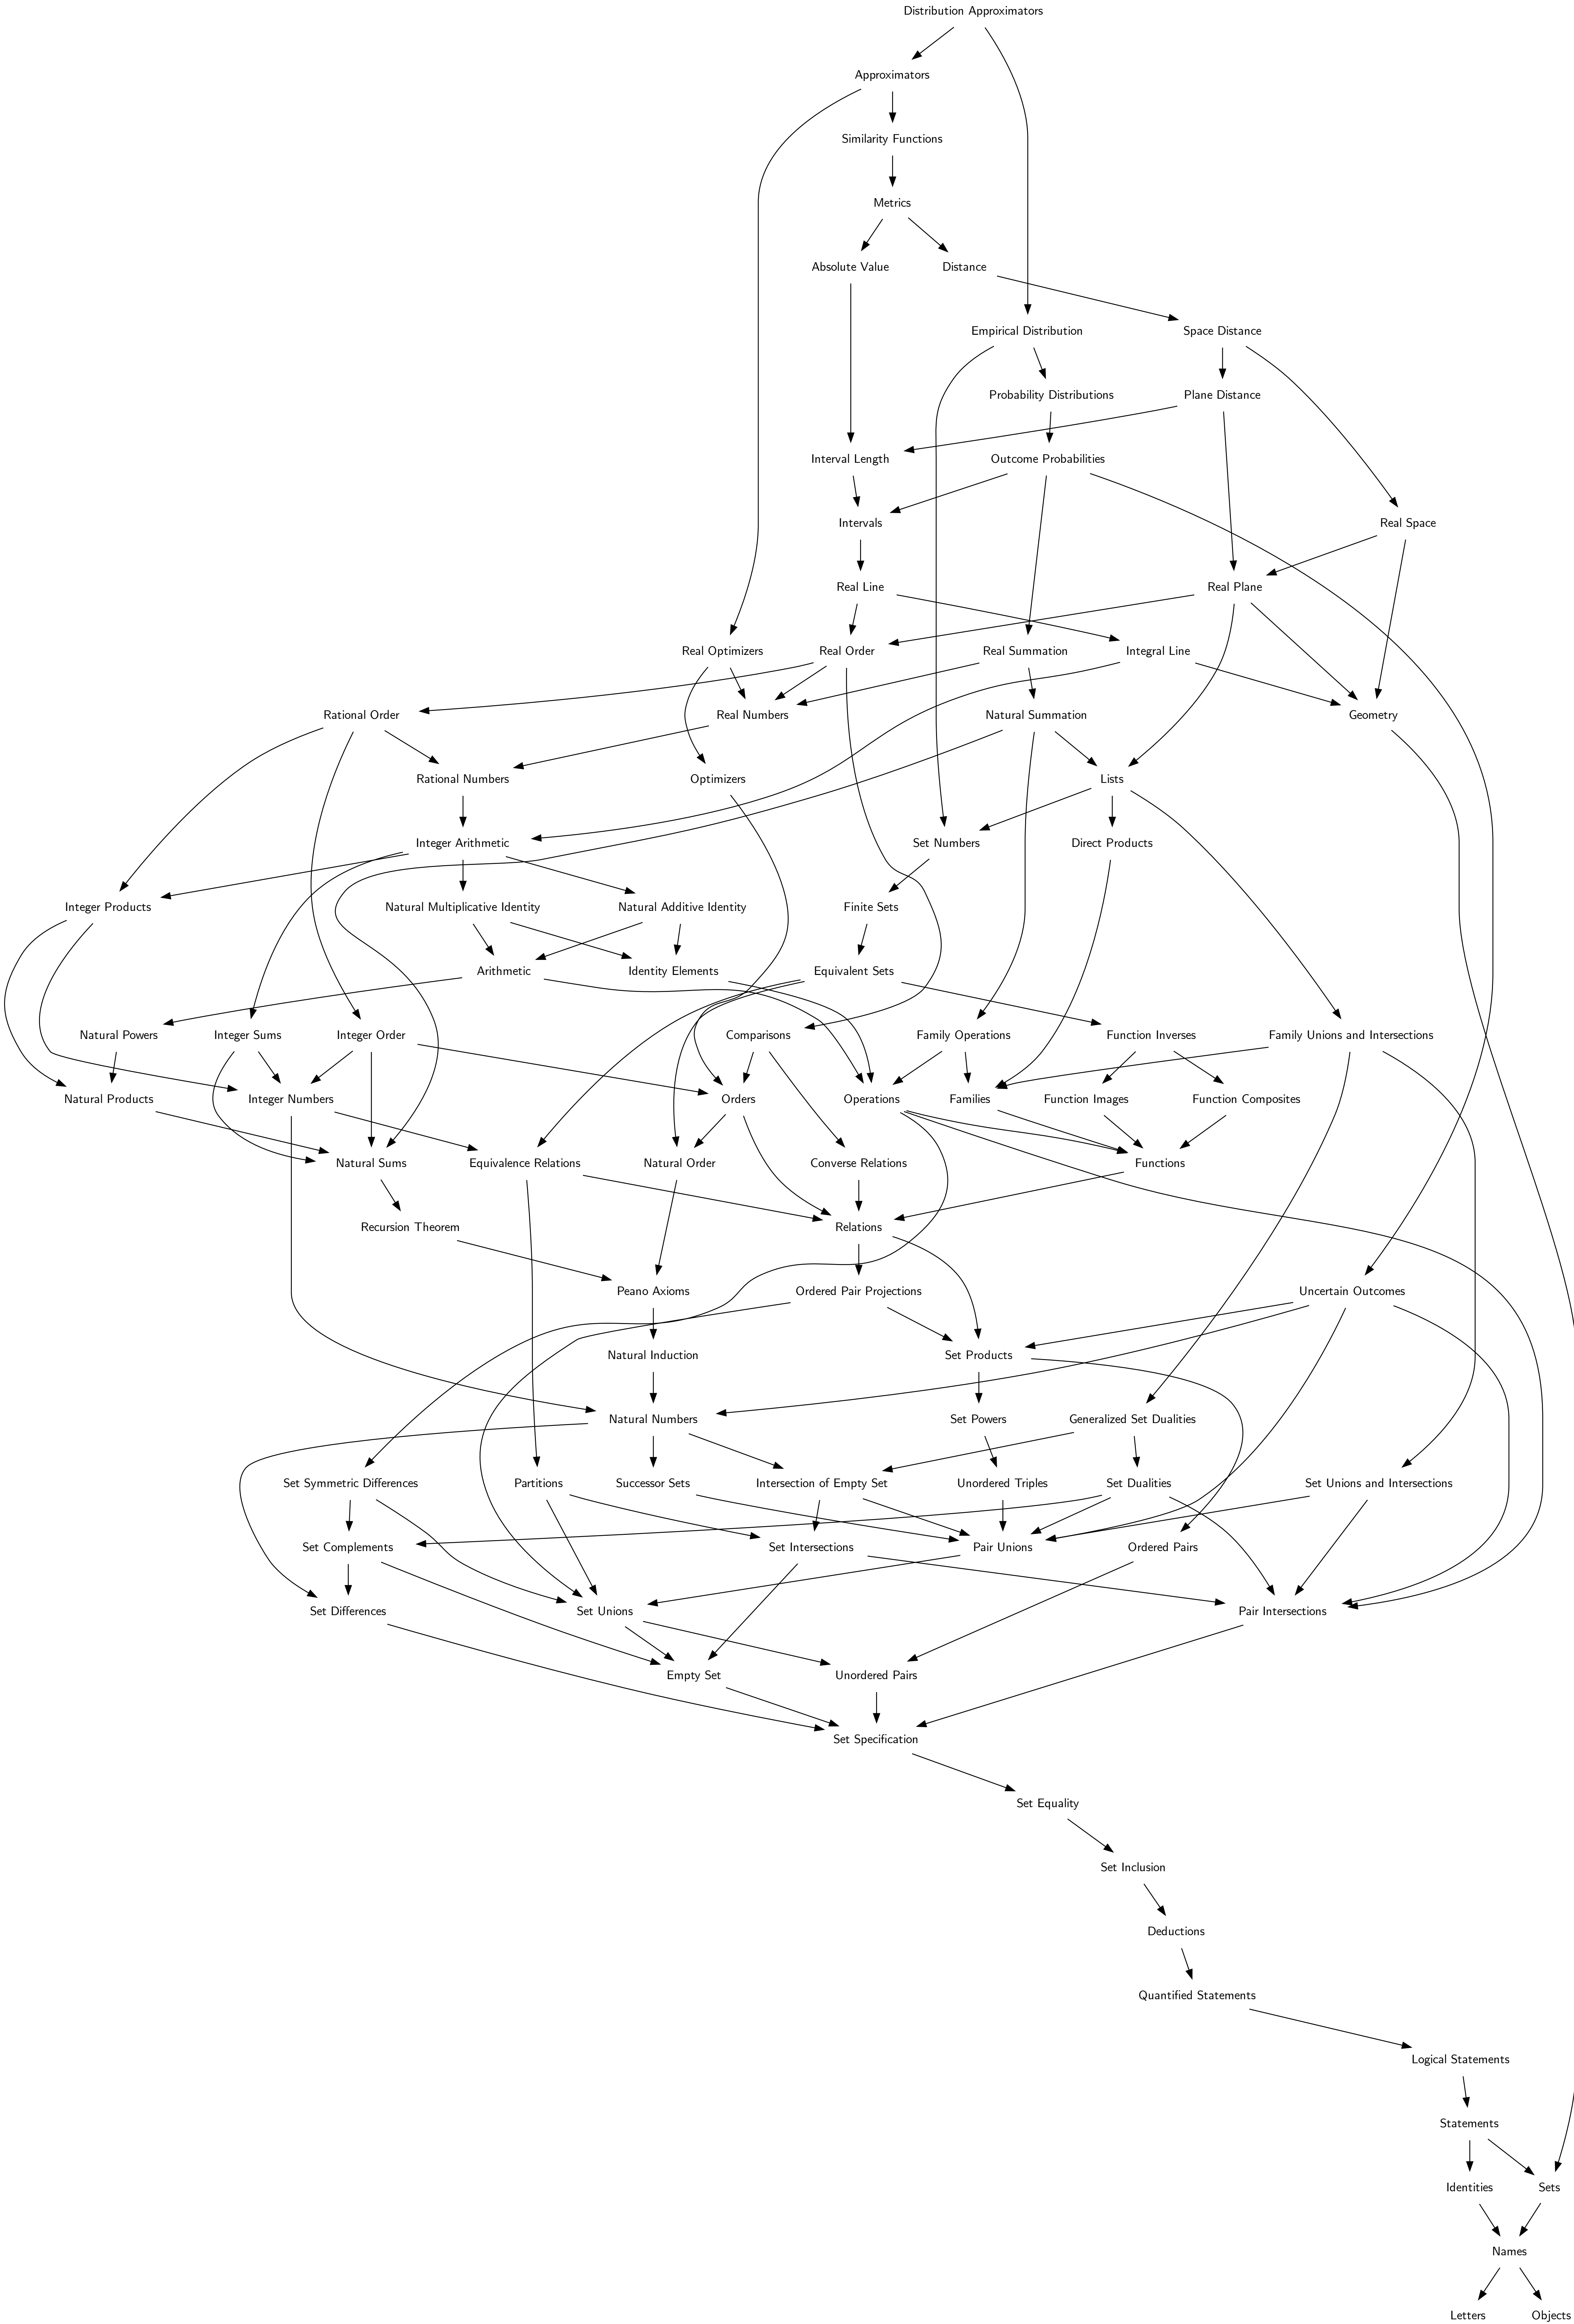 Distribution Approximators
Approximators
Similarity Functions
Metrics
Absolute Value
Distance
Empirical Distribution
Space Distance
Probability Distributions
Plane Distance
Interval Length
Outcome Probabilities
Intervals
Real Space
Real Line
Real Plane
Real Optimizers
Real Order
Real Summation
Integral Line
Rational Order
Real Numbers
Natural Summation
Geometry
Rational Numbers
Optimizers
Lists
Integer Arithmetic
Set Numbers
Direct Products
Integer Products
Natural Multiplicative Identity
Natural Additive Identity
Finite Sets
Arithmetic
Identity Elements
Equivalent Sets
Natural Powers
Integer Sums
Integer Order
Comparisons
Family Operations
Function Inverses
Family Unions and Intersections
Natural Products
Integer Numbers
Orders
Operations
Families
Function Images
Function Composites
Natural Sums
Equivalence Relations
Natural Order
Converse Relations
Functions
Recursion Theorem
Relations
Peano Axioms
Ordered Pair Projections
Uncertain Outcomes
Natural Induction
Set Products
Natural Numbers
Set Powers
Generalized Set Dualities
Set Symmetric Differences
Partitions
Successor Sets
Intersection of Empty Set
Unordered Triples
Set Dualities
Set Unions and Intersections
Set Complements
Set Intersections
Pair Unions
Ordered Pairs
Set Differences
Set Unions
Pair Intersections
Empty Set
Unordered Pairs
Set Specification
Set Equality
Set Inclusion
Deductions
Quantified Statements
Logical Statements
Statements
Identities
Sets
Names
Letters
Objects